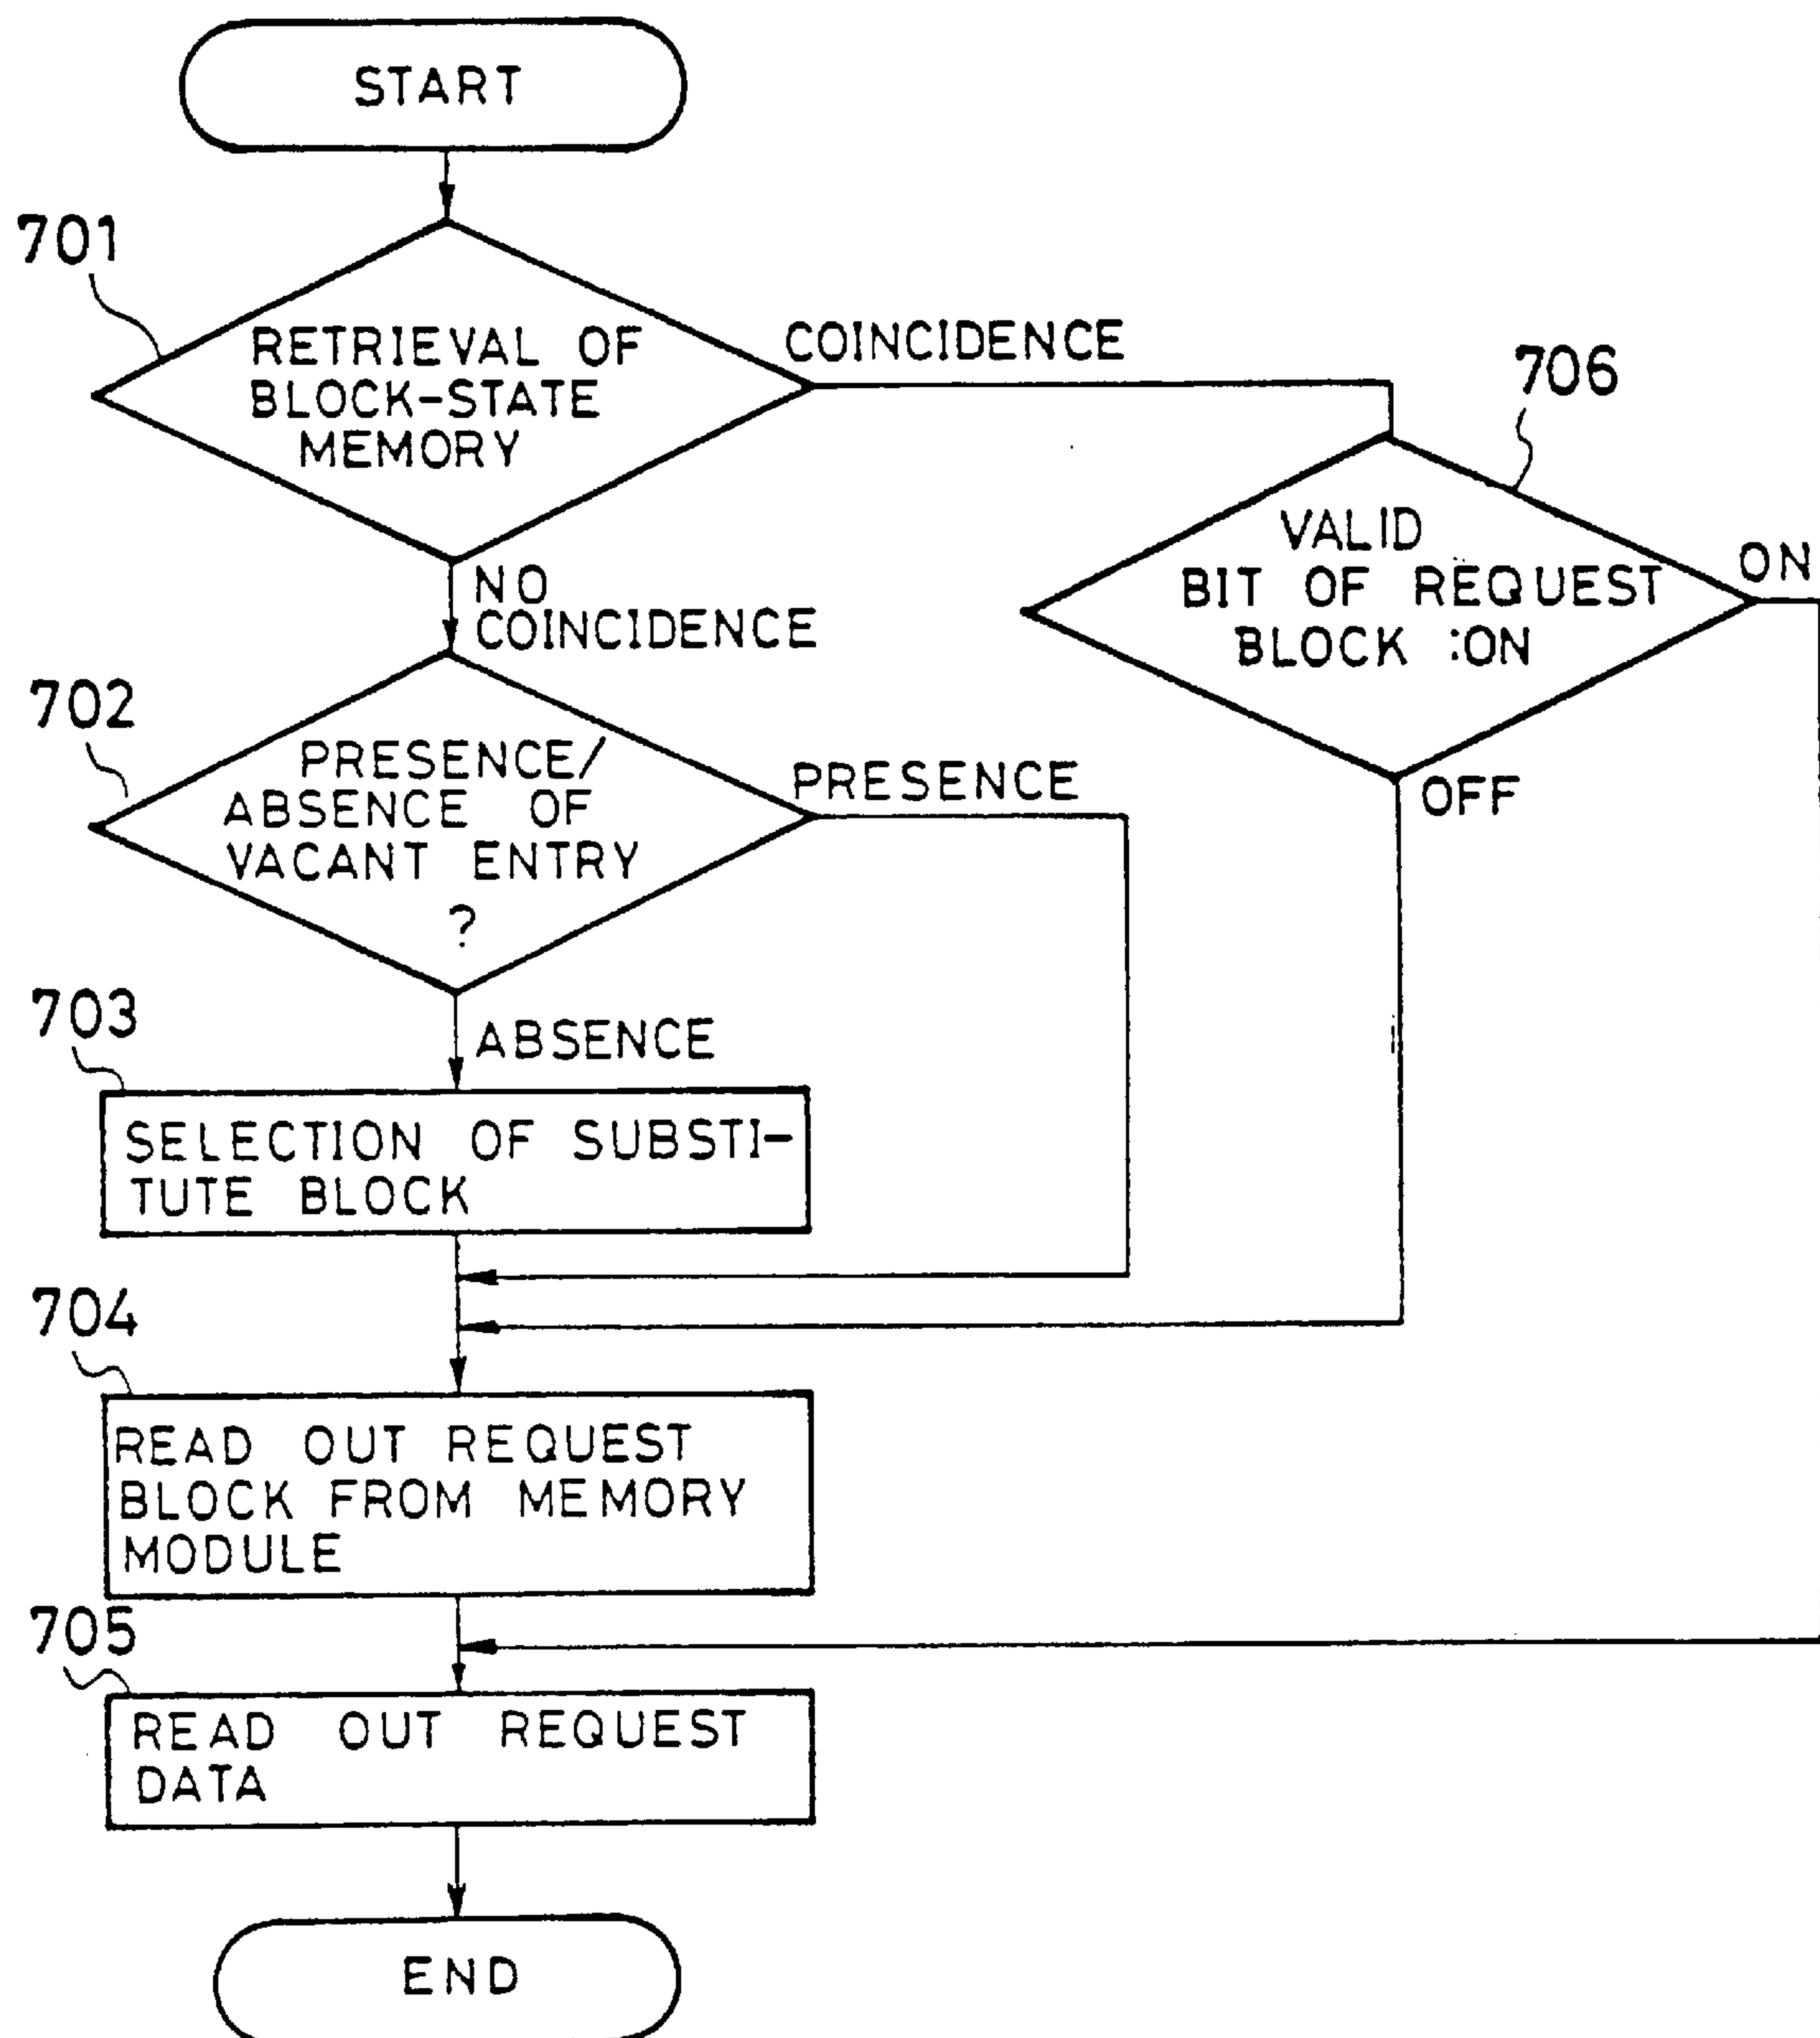 START
701
RETRIEVAL OF
BLOCK-STATE
MEMORY
COINCIDENCE
NO
COINCIDENCE
706
VALID
BIT OF REQUEST
BLOCK :ON
ON
OFF
702
PRESENCE/
ABSENCE OF
VACANT ENTRY
?
PRESENCE
ABSENCE
703
SELECTION OF SUBSTI-
TUTE BLOCK
704
READ OUT REQUEST
BLOCK FROM MEMORY
MODULE
705
READ OUT REQUEST
DATA
END